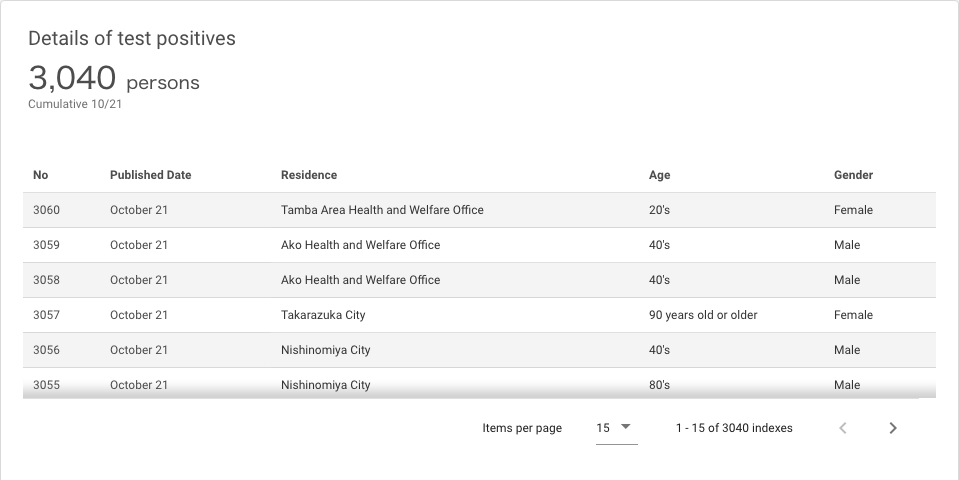 Details of test positives
3,040 persons
Cumulative 10/21
No Published Date Residence Age Gender
3060 October 21 Tamba Area Health and Welfare Office 20's Female
3059 October 21 Ako Health and Welfare Office 40's Male
3058 October 21 Ako Health and Welfare Office 40's Male
3057 October 21 Takarazuka City 90 years old or older Female
3056 October 21 Nishinomiya City 40's Male
3055 October 21 Nishinomiya City 80's Male
Items per page 15 1 - 15 of 3040 indexes